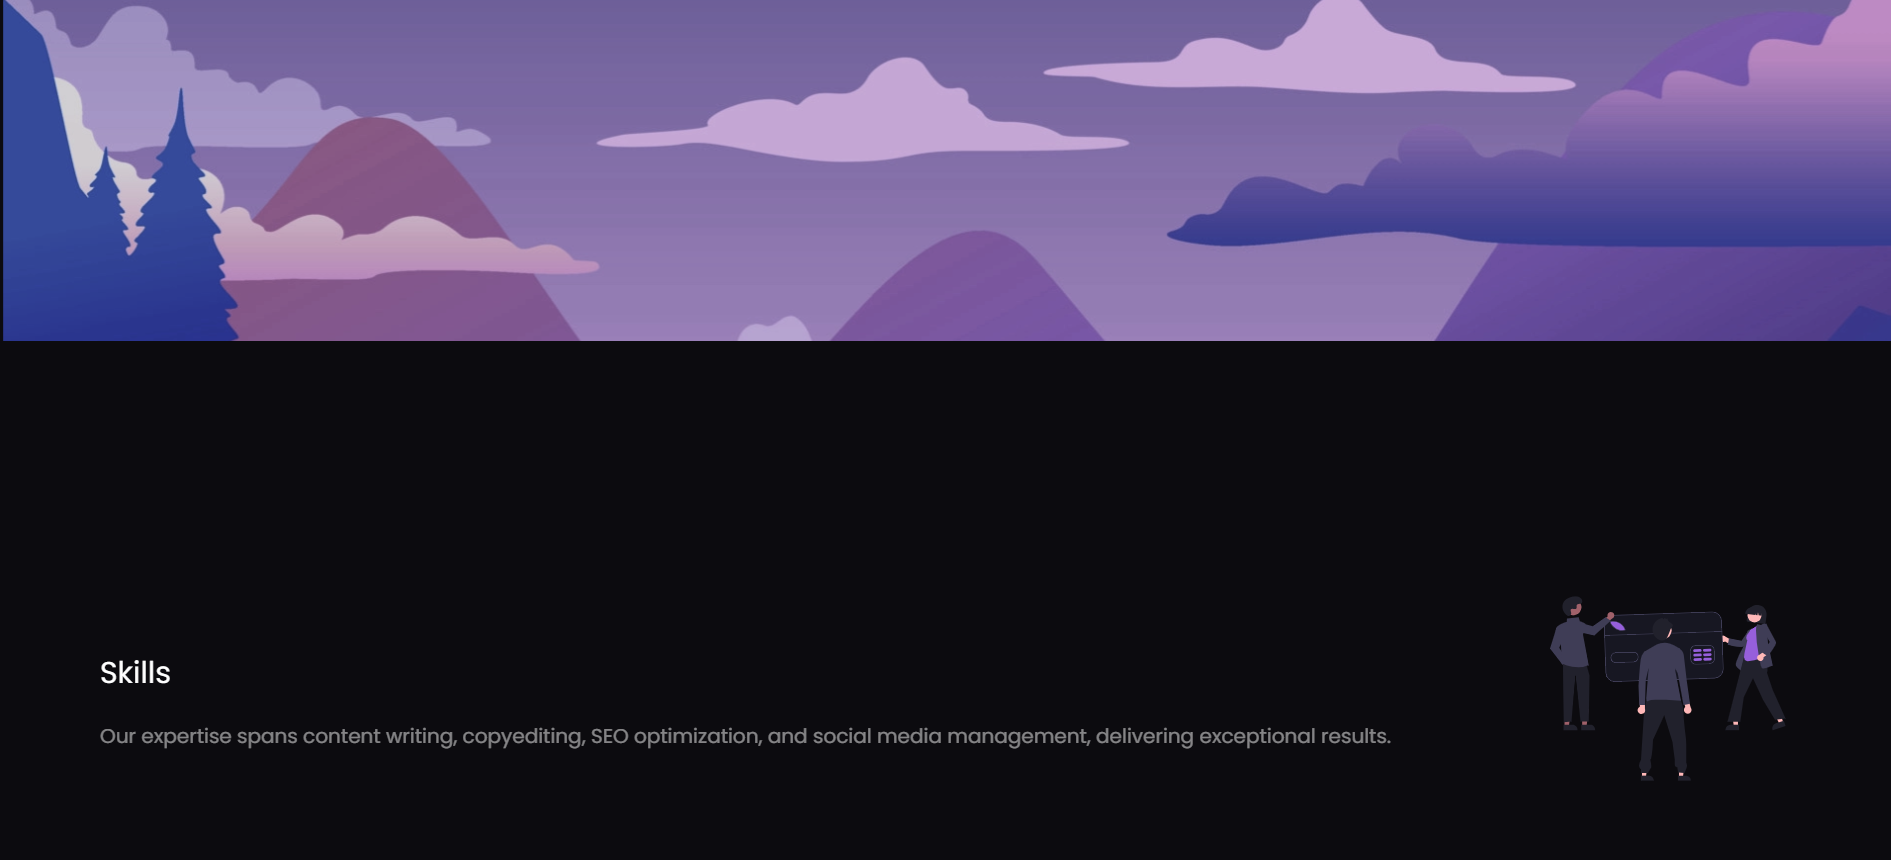 Skills
Our expertise spans content writing, copyediting, SEO optimization, and social media management, delivering exceptional results.